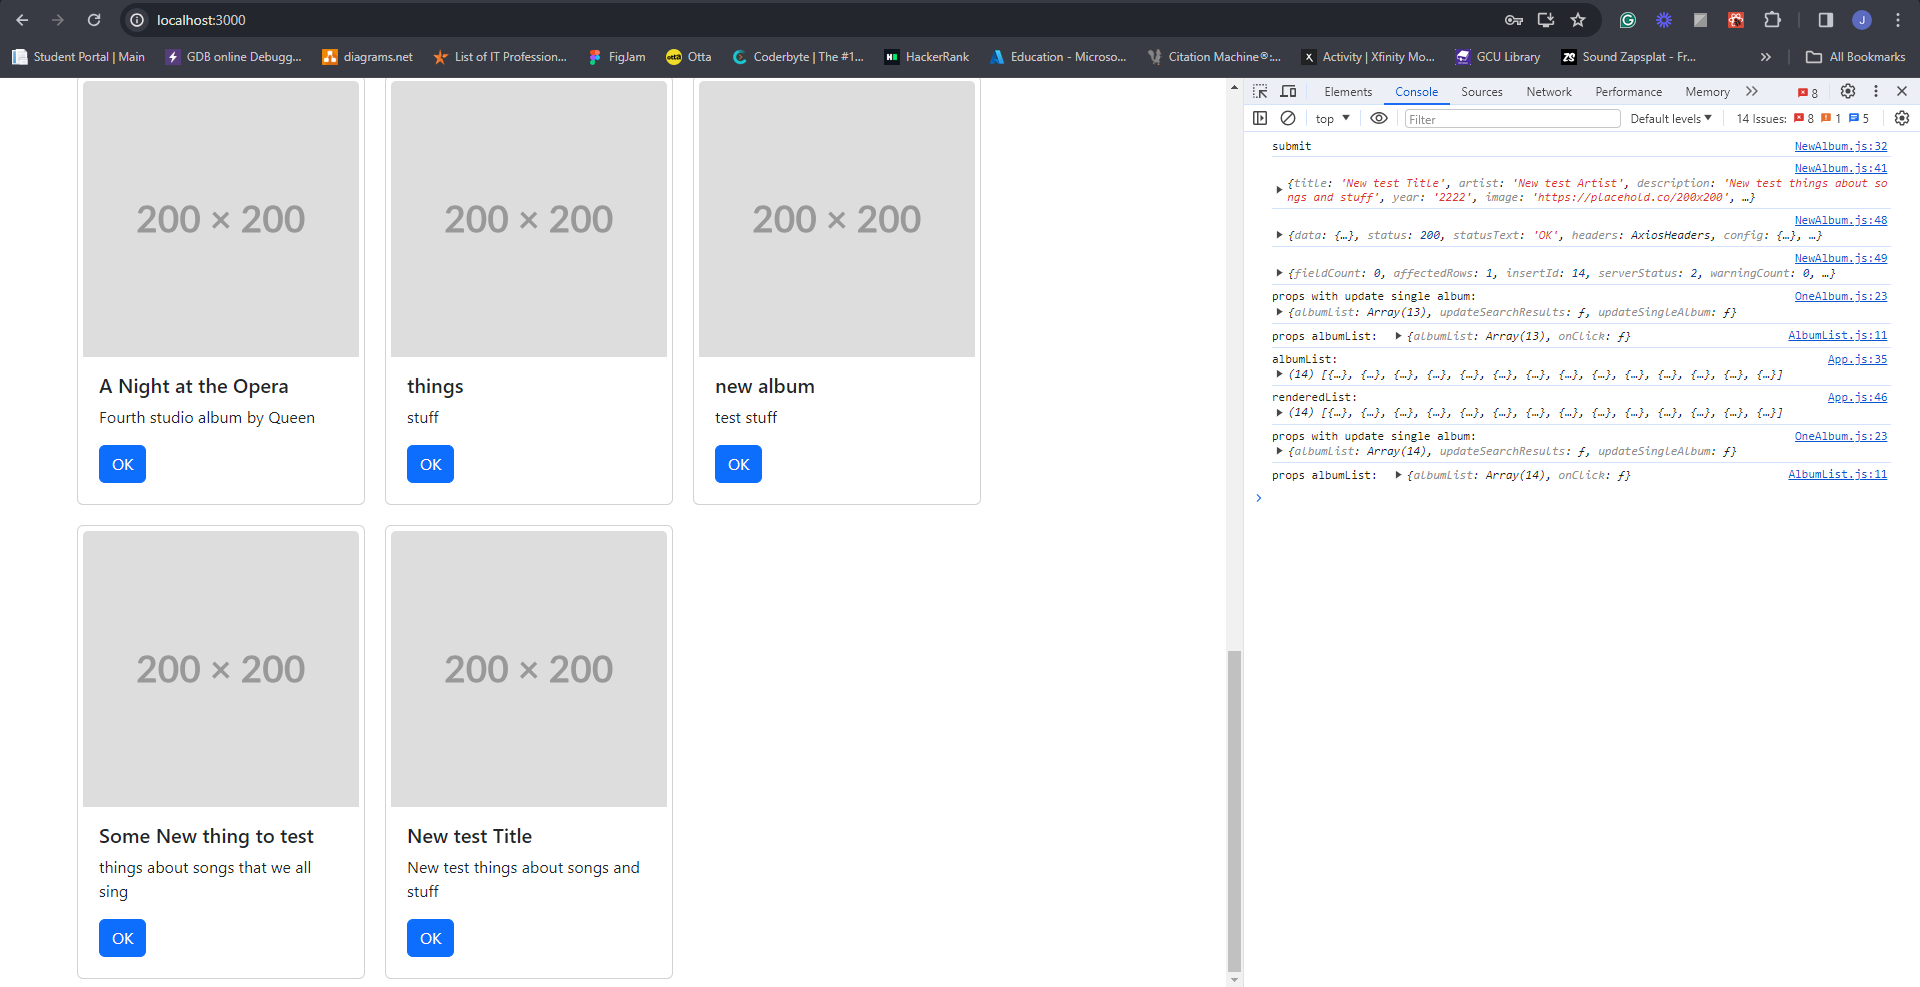 localhost:3000
Student Portal | Main
GDB online Debugg...
diagrams.net
List of IT Profession...
FigJam
Otta
Coderbyte | The #1...
HackerRank
Education - Microso...
Citation Machine®:...
Activity | Xfinity Mo...
GCU Library
Sound Zapsplat - Fr...
All Bookmarks
200 × 200
200 × 200
200 × 200
A Night at the Opera
Fourth studio album by Queen
OK
things
stuff
OK
new album
test stuff
OK
200 × 200
200 × 200
Some New thing to test
things about songs that we all
sing
OK
New test Title
New test things about songs and
stuff
OK
Elements Console Sources Network Performance Memory 8
top Filter Default levels 14 Issues: 8 1 5
submit NewAlbum.js:32
NewAlbum.js:41
{title: 'New test Title', artist: 'New test Artist', description: 'New test things about so
ngs and stuff', year: '2222', image: 'https://placehold.co/200x200', …}
NewAlbum.js:48
{data: {…}, status: 200, statusText: 'OK', headers: AxiosHeaders, config: {…}, …}
NewAlbum.js:49
{fieldCount: 0, affectedRows: 1, insertId: 14, serverStatus: 2, warningCount: 0, …}
props with update single album: OneAlbum.js:23
{albumList: Array(13), updateSearchResults: ƒ, updateSingleAlbum: ƒ}
props albumList: {albumList: Array(13), onClick: ƒ} AlbumList.js:11
albumList: App.js:35
(14) [{…}, {…}, {…}, {…}, {…}, {…}, {…}, {…}, {…}, {…}, {…}, {…}, {…}, {…}]
renderedList: App.js:46
(14) [{…}, {…}, {…}, {…}, {…}, {…}, {…}, {…}, {…}, {…}, {…}, {…}, {…}, {…}]
props with update single album: OneAlbum.js:23
{albumList: Array(14), updateSearchResults: ƒ, updateSingleAlbum: ƒ}
props albumList: {albumList: Array(14), onClick: ƒ} AlbumList.js:11